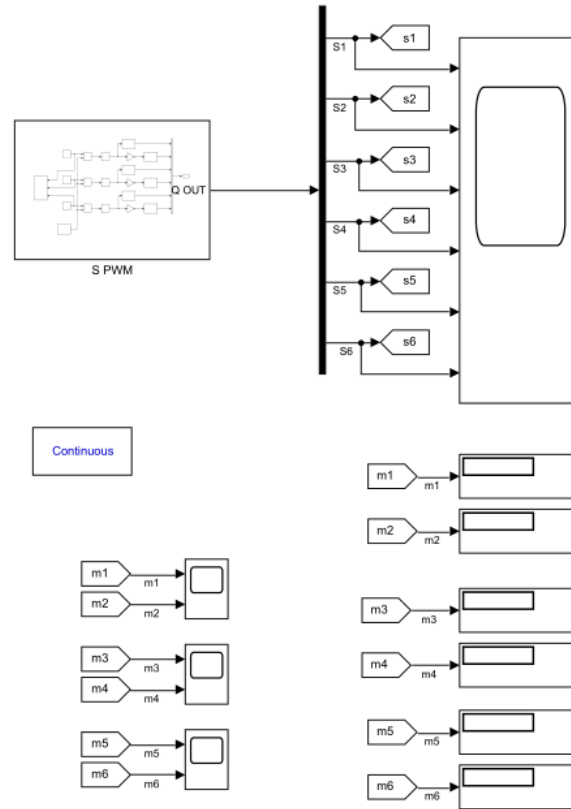 s1
S1
s2
S2
s3
S3
Q OUT
s4
S4
S PWM
s5
S5
s6
S6
Continuous
m1
m1
m2
m2
m1
m1
m2
m2
m3
m3
m4
m4
m3
m3
m4
m4
m5
m5
m6
m6
m5
m5
m6
m6